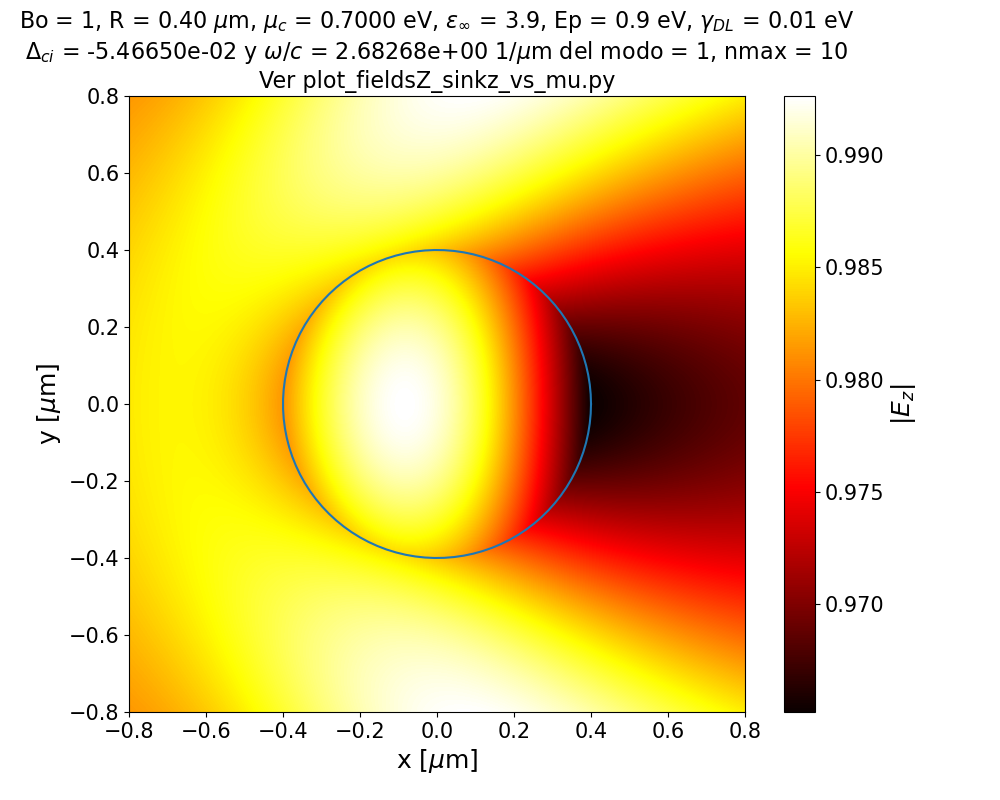 Bo = 1, R = 0.40 μm, μc = 0.7000 eV, ε∞ = 3.9, Ep = 0.9 eV, γDL = 0.01 eV
Δci = -5.46650e-02 y ω/c = 2.68268e+00 1/μm del modo = 1, nmax = 10
Ver plot_fieldsZ_sinkz_vs_mu.py
0.8
0.6
0.4
0.2
0.0
−0.2
−0.4
−0.6
−0.8
y [μm]
−0.8 −0.6 −0.4 −0.2 0.0 0.2 0.4 0.6 0.8
x [μm]
0.990
0.985
0.980
0.975
0.970
|Ez|